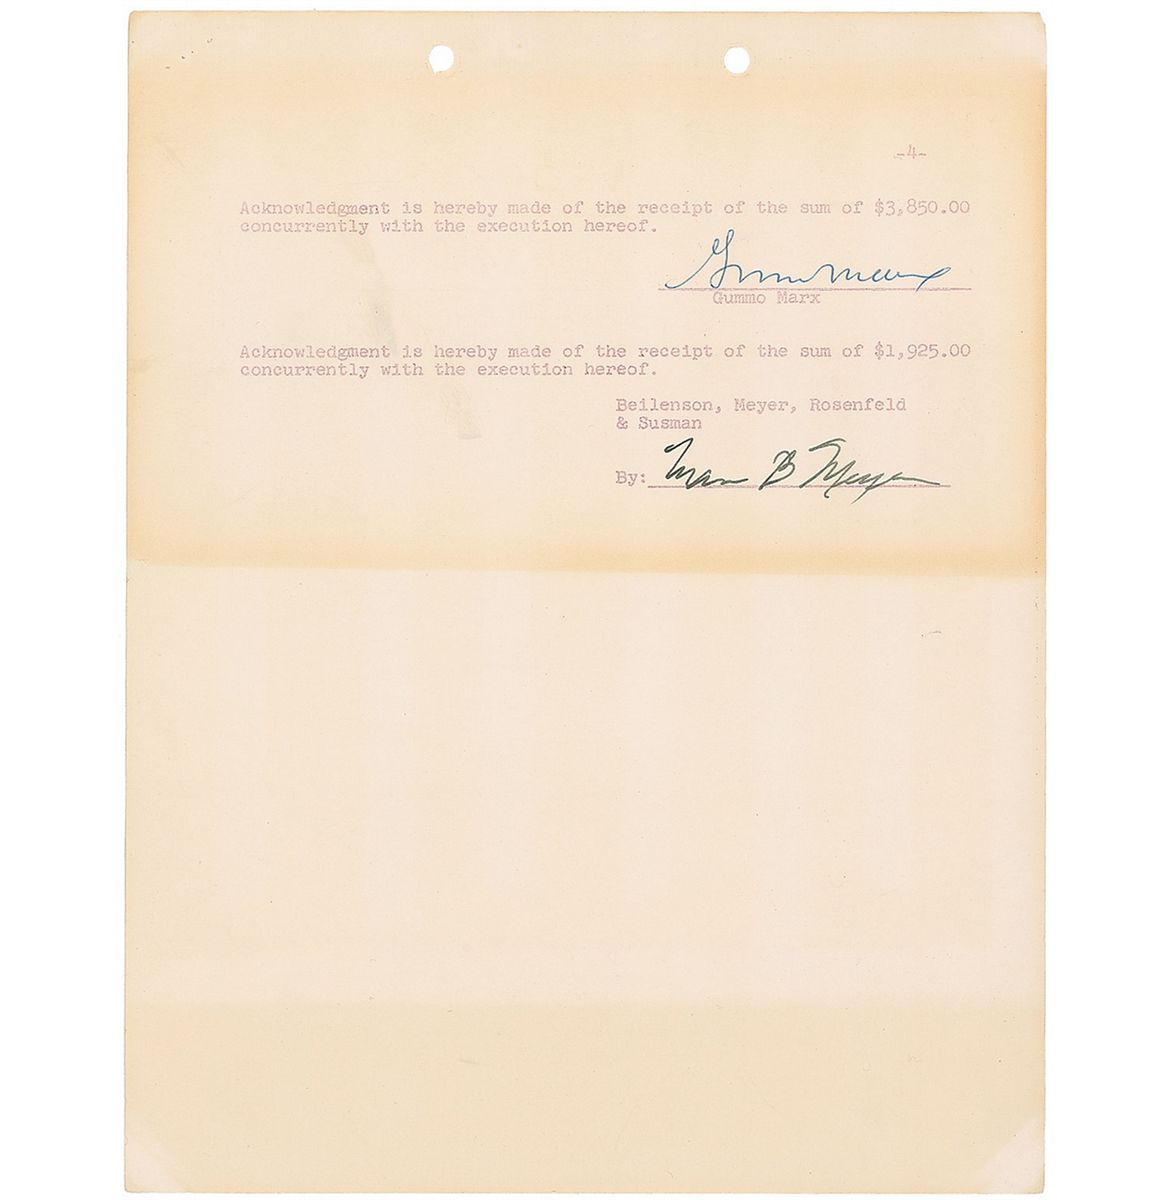 -4-
Acknowledgment is hereby made of the receipt of the sum of $3,850.00
concurrently with the execution hereof.
Gummo Marx
Gummo Marx
Acknowledgment is hereby made of the receipt of the sum of $1,925.00
concurrently with the execution hereof.
Beilenson, Meyer, Rosenfeld
& Susman
By: B Meyer